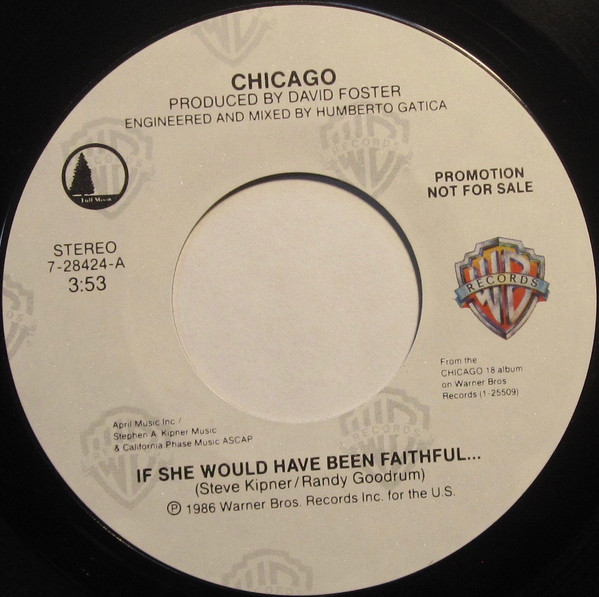 CHICAGO
PRODUCED BY DAVID FOSTER
ENGINEERED AND MIXED BY HUMBERTO GATICA
Full Moon
PROMOTION
NOT FOR SALE
STEREO
7-28424-A
3:53
WB
RECORDS
From the
CHICAGO 18 album
on Warner Bros
Records (1-25509)
April Music Inc /
Stephen A. Kipner Music
& California Phase Music ASCAP
IF SHE WOULD HAVE BEEN FAITHFUL...
(Steve Kipner/Randy Goodrum)
℗ 1986 Warner Bros. Records Inc. for the U.S.